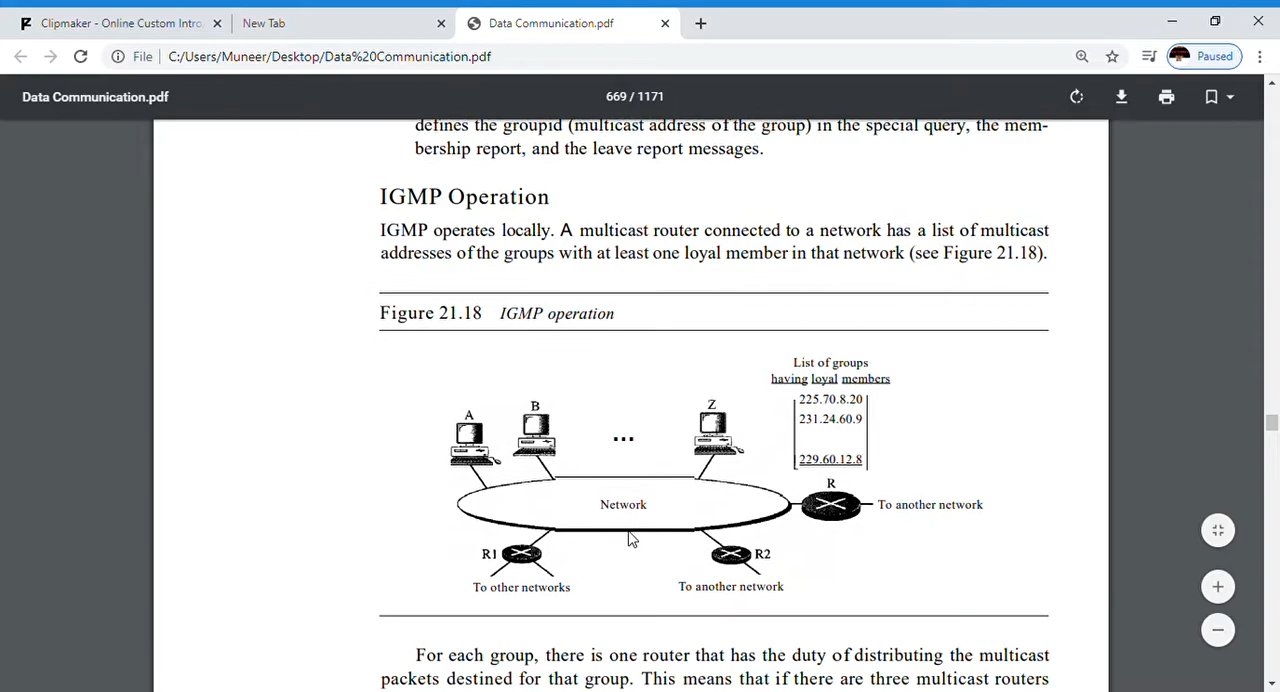 Clipmaker - Online Custom Intro
New Tab
Data Communication.pdf
File
C:/Users/Muneer/Desktop/Data%20Communication.pdf
Paused
Data Communication.pdf
669 / 1171
defines the groupid (multicast address of the group) in the special query, the mem-
bership report, and the leave report messages.
IGMP Operation
IGMP operates locally. A multicast router connected to a network has a list of multicast
addresses of the groups with at least one loyal member in that network (see Figure 21.18).
Figure 21.18 IGMP operation
List of groups
having loyal members
225.70.8.20
231.24.60.9
229.60.12.8
A
B
...
Z
Network
R
To another network
R1
R2
To other networks
To another network
For each group, there is one router that has the duty of distributing the multicast
packets destined for that group. This means that if there are three multicast routers